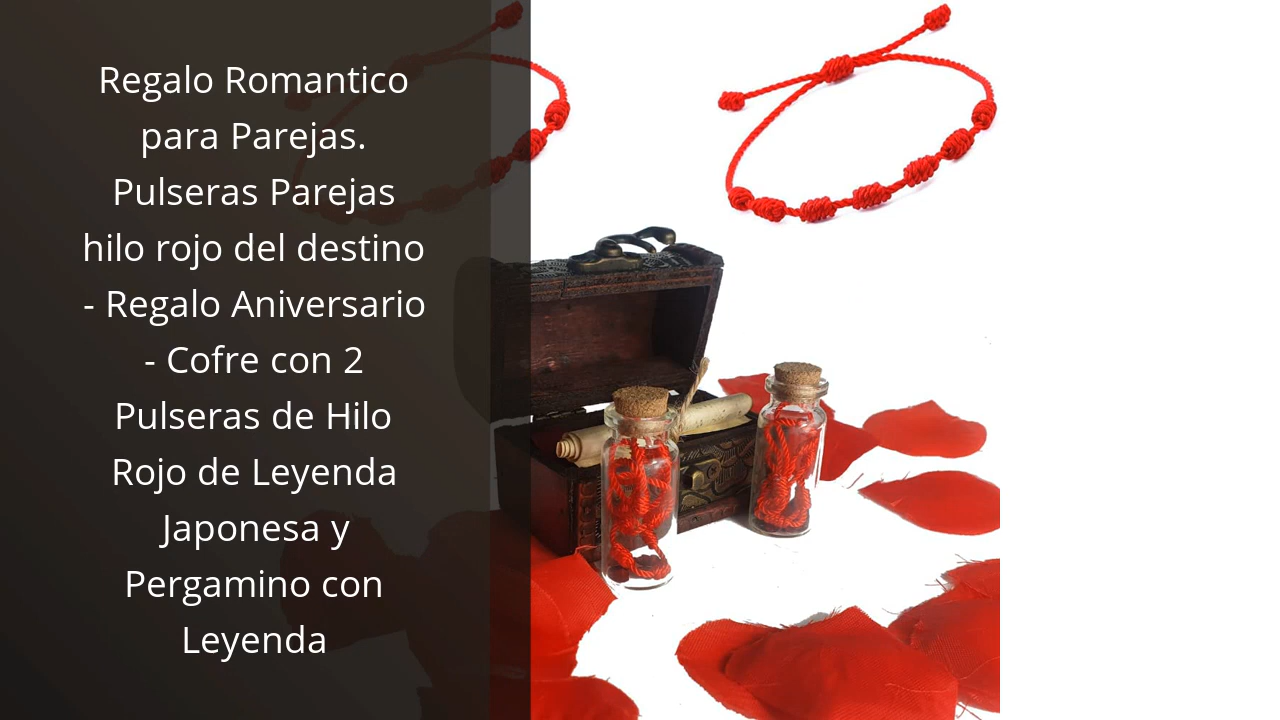 Regalo Romantico
para Parejas.
Pulseras Parejas
hilo rojo del destino
- Regalo Aniversario
- Cofre con 2
Pulseras de Hilo
Rojo de Leyenda
Japonesa y
Pergamino con
Leyenda